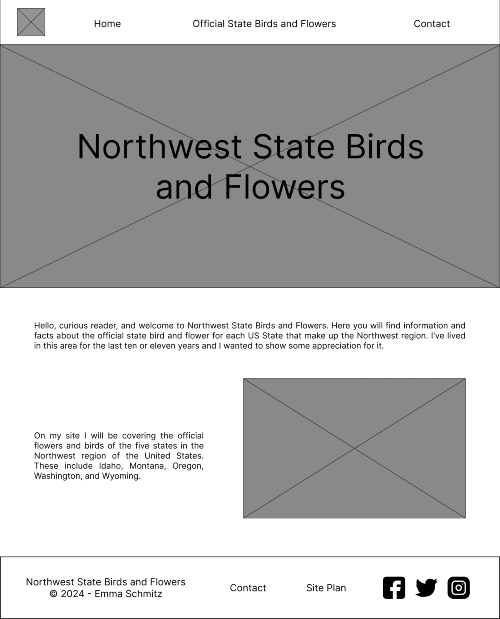 Home Official State Birds and Flowers Contact
Northwest State Birds
and Flowers
Hello, curious reader, and welcome to Northwest State Birds and Flowers. Here you will find information and
facts about the official state bird and flower for each US State that make up the Northwest region. I've lived
in this area for the last ten or eleven years and I wanted to show some appreciation for it.
On my site I will be covering the official
flowers and birds of the five states in the
Northwest region of the United States.
These include Idaho, Montana, Oregon,
Washington, and Wyoming.
Northwest State Birds and Flowers
© 2024 - Emma Schmitz
Contact Site Plan